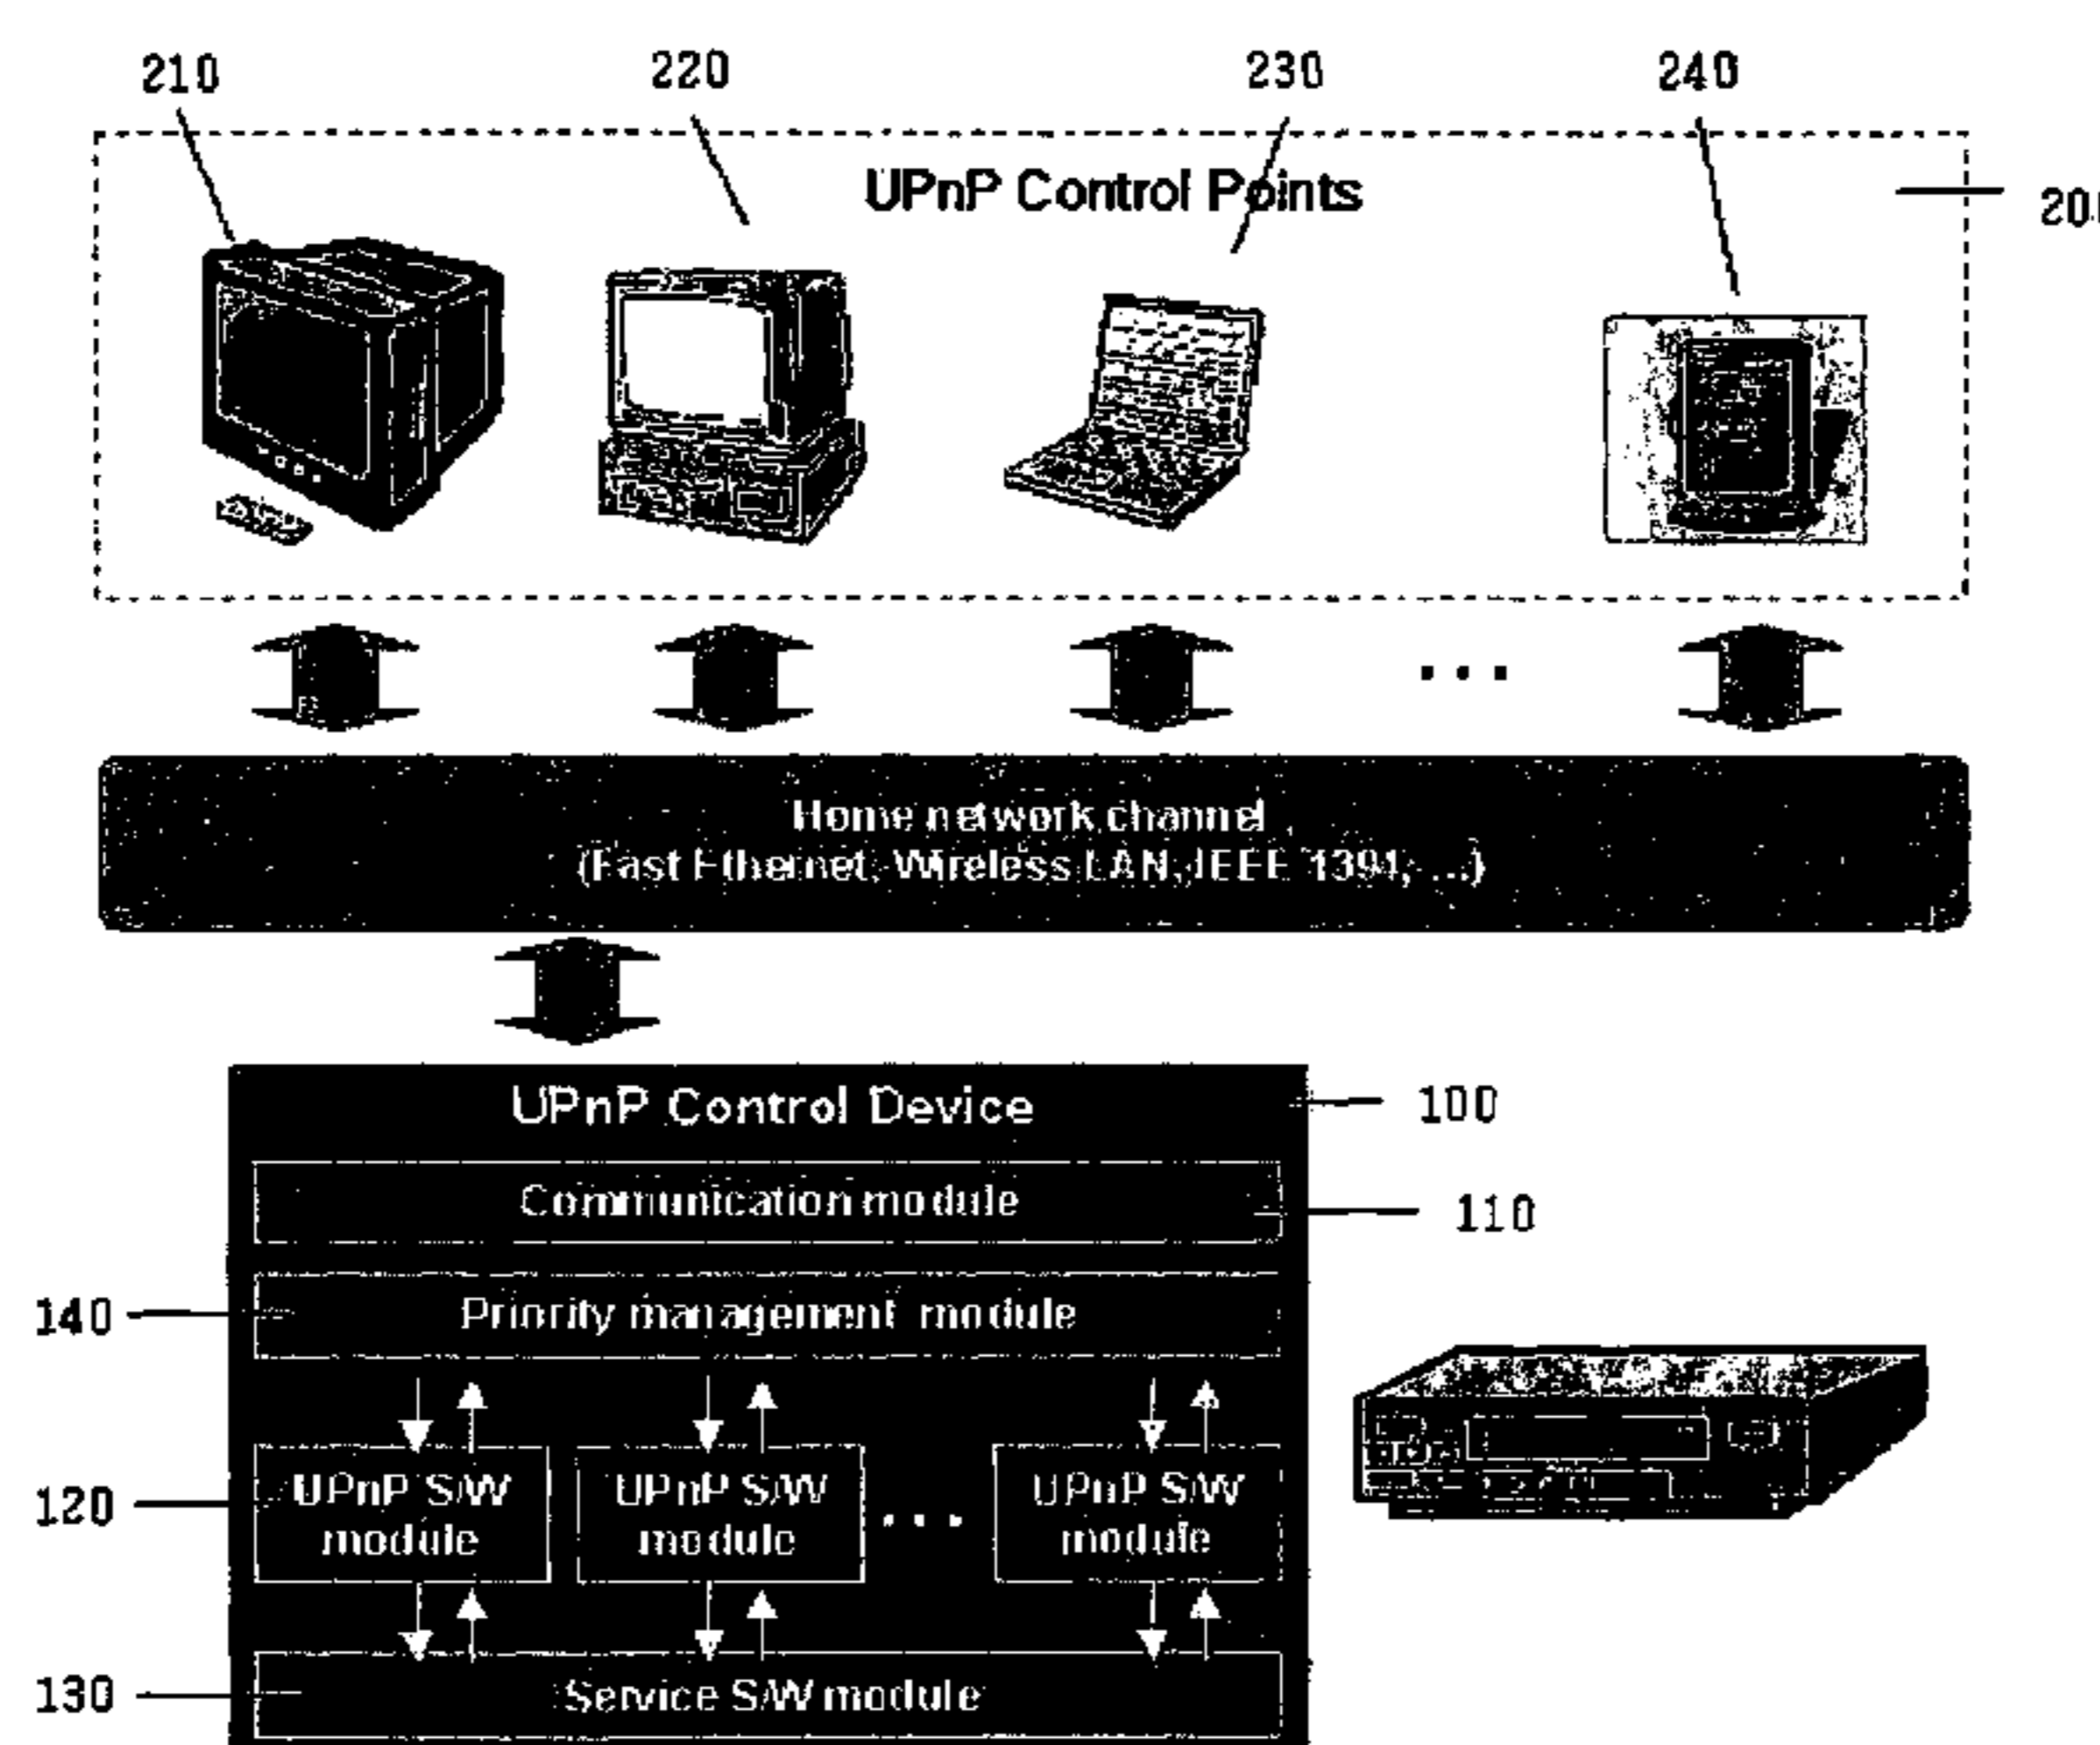 210
220
230
240
UPnP Control Points
Home network channel
(Fast Ethernet, Wireless LAN, IEEE 1394, ...)
UPnP Control Device
100
Communication module
110
140
Priority management module
120
UPnP S/W module
UPnP S/W module
...
UPnP S/W module
130
Service S/W module